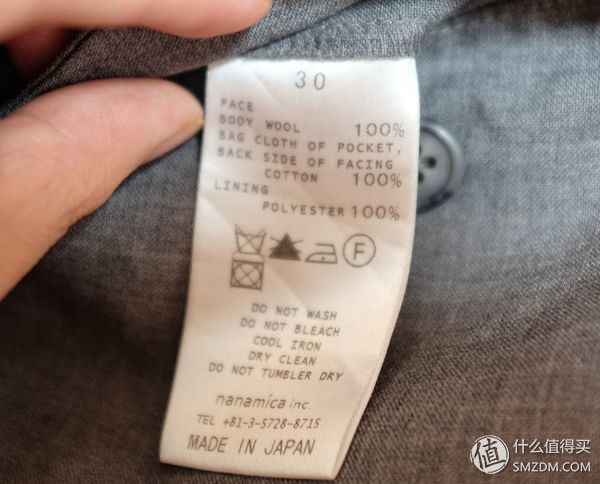 30
FACE
BODY WOOL 100%
BAG CLOTH OF POCKET,
BACK SIDE OF FACING
COTTON 100%
LINING
POLYESTER 100%
F
DO NOT WASH
DO NOT BLEACH
COOL IRON
DRY CLEAN
DO NOT TUMBLER DRY
nanamica inc.
TEL +81-3-5728-8715
MADE IN JAPAN
值 什么值得买
SMZDM.COM